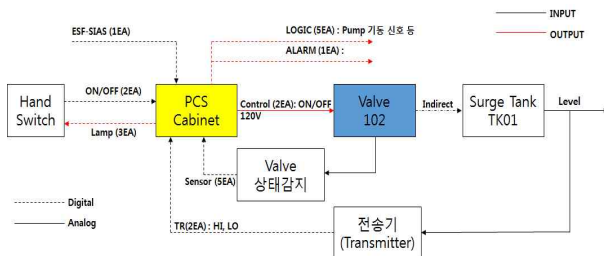 LOGIC (5EA) : Pump 기동 신호 등
INPUT
ESF-SIAS (1EA)
ALARM (1EA) :
OUTPUT
Hand
Switch
ON/OFF (2EA)
Lamp (3EA)
PCS
Cabinet
Control (2EA): ON/OFF
120V
Valve
102
Indirect
Surge Tank
TK01
Level
Sensor (5EA)
Valve
상태감지
Digital
Analog
TR(2EA) : HI, LO
전송기
(Transmitter)